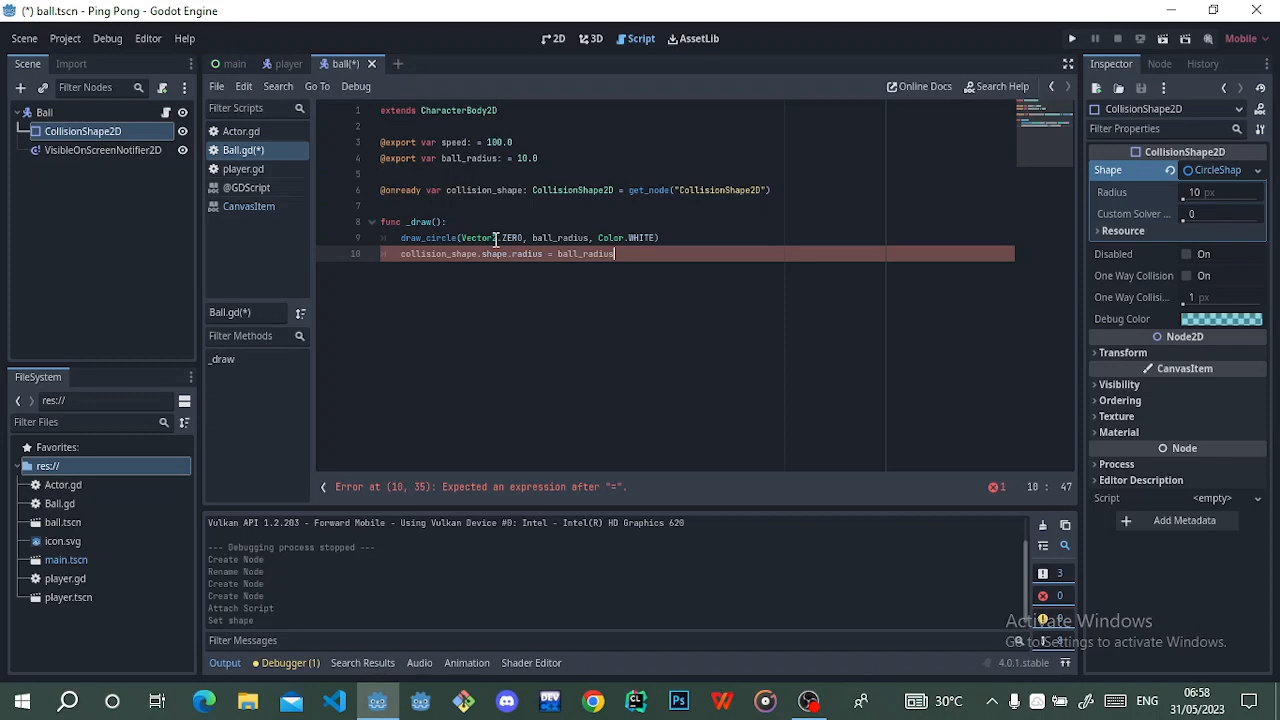 (*) ball.tscn - Ping Pong - Godot Engine
Scene Project Debug Editor Help
2D 3D Script AssetLib
Mobile
Scene Import
main player ball(*)
Inspector Node History
Filter Nodes
File Edit Search Go To Debug
Online Docs Search Help
Ball
CollisionShape2D
VisibleOnScreenNotifier2D
Filter Scripts
Actor.gd
Ball.gd(*)
player.gd
@GDScript
CanvasItem
Ball.gd(*)
Filter Methods
_draw
1 extends CharacterBody2D
2
3 @export var speed: = 100.0
4 @export var ball_radius: = 10.0
5
6 @onready var collision_shape: CollisionShape2D = get_node("CollisionShape2D")
7
8 func _draw():
9 draw_circle(Vector ZERO, ball_radius, Color.WHITE)
10 collision_shape.shape.radius = ball_radius
Error at (10, 35): Expected an expression after "=".
1 10 : 47
CollisionShape2D
Filter Properties
CollisionShape2D
Shape CircleShap
Radius 10 px
Custom Solver ... 0
Resource
Disabled On
One Way Collision On
One Way Collisi... 1 px
Debug Color
Node2D
Transform
CanvasItem
Visibility
Ordering
Texture
Material
Node
Process
Editor Description
Script <empty>
Add Metadata
FileSystem
res://
Filter Files
Favorites:
res://
Actor.gd
Ball.gd
ball.tscn
icon.svg
main.tscn
player.gd
player.tscn
Vulkan API 1.2.203 - Forward Mobile - Using Vulkan Device #0: Intel - Intel(R) HD Graphics 620
--- Debugging process stopped ---
Create Node
Rename Node
Create Node
Create Node
Attach Script
Set shape
3
0
Filter Messages
Output Debugger (1) Search Results Audio Animation Shader Editor
4.0.1.stable
Activate Windows
Go to Settings to activate Windows.
30°C
ENG
06:58
31/05/2023